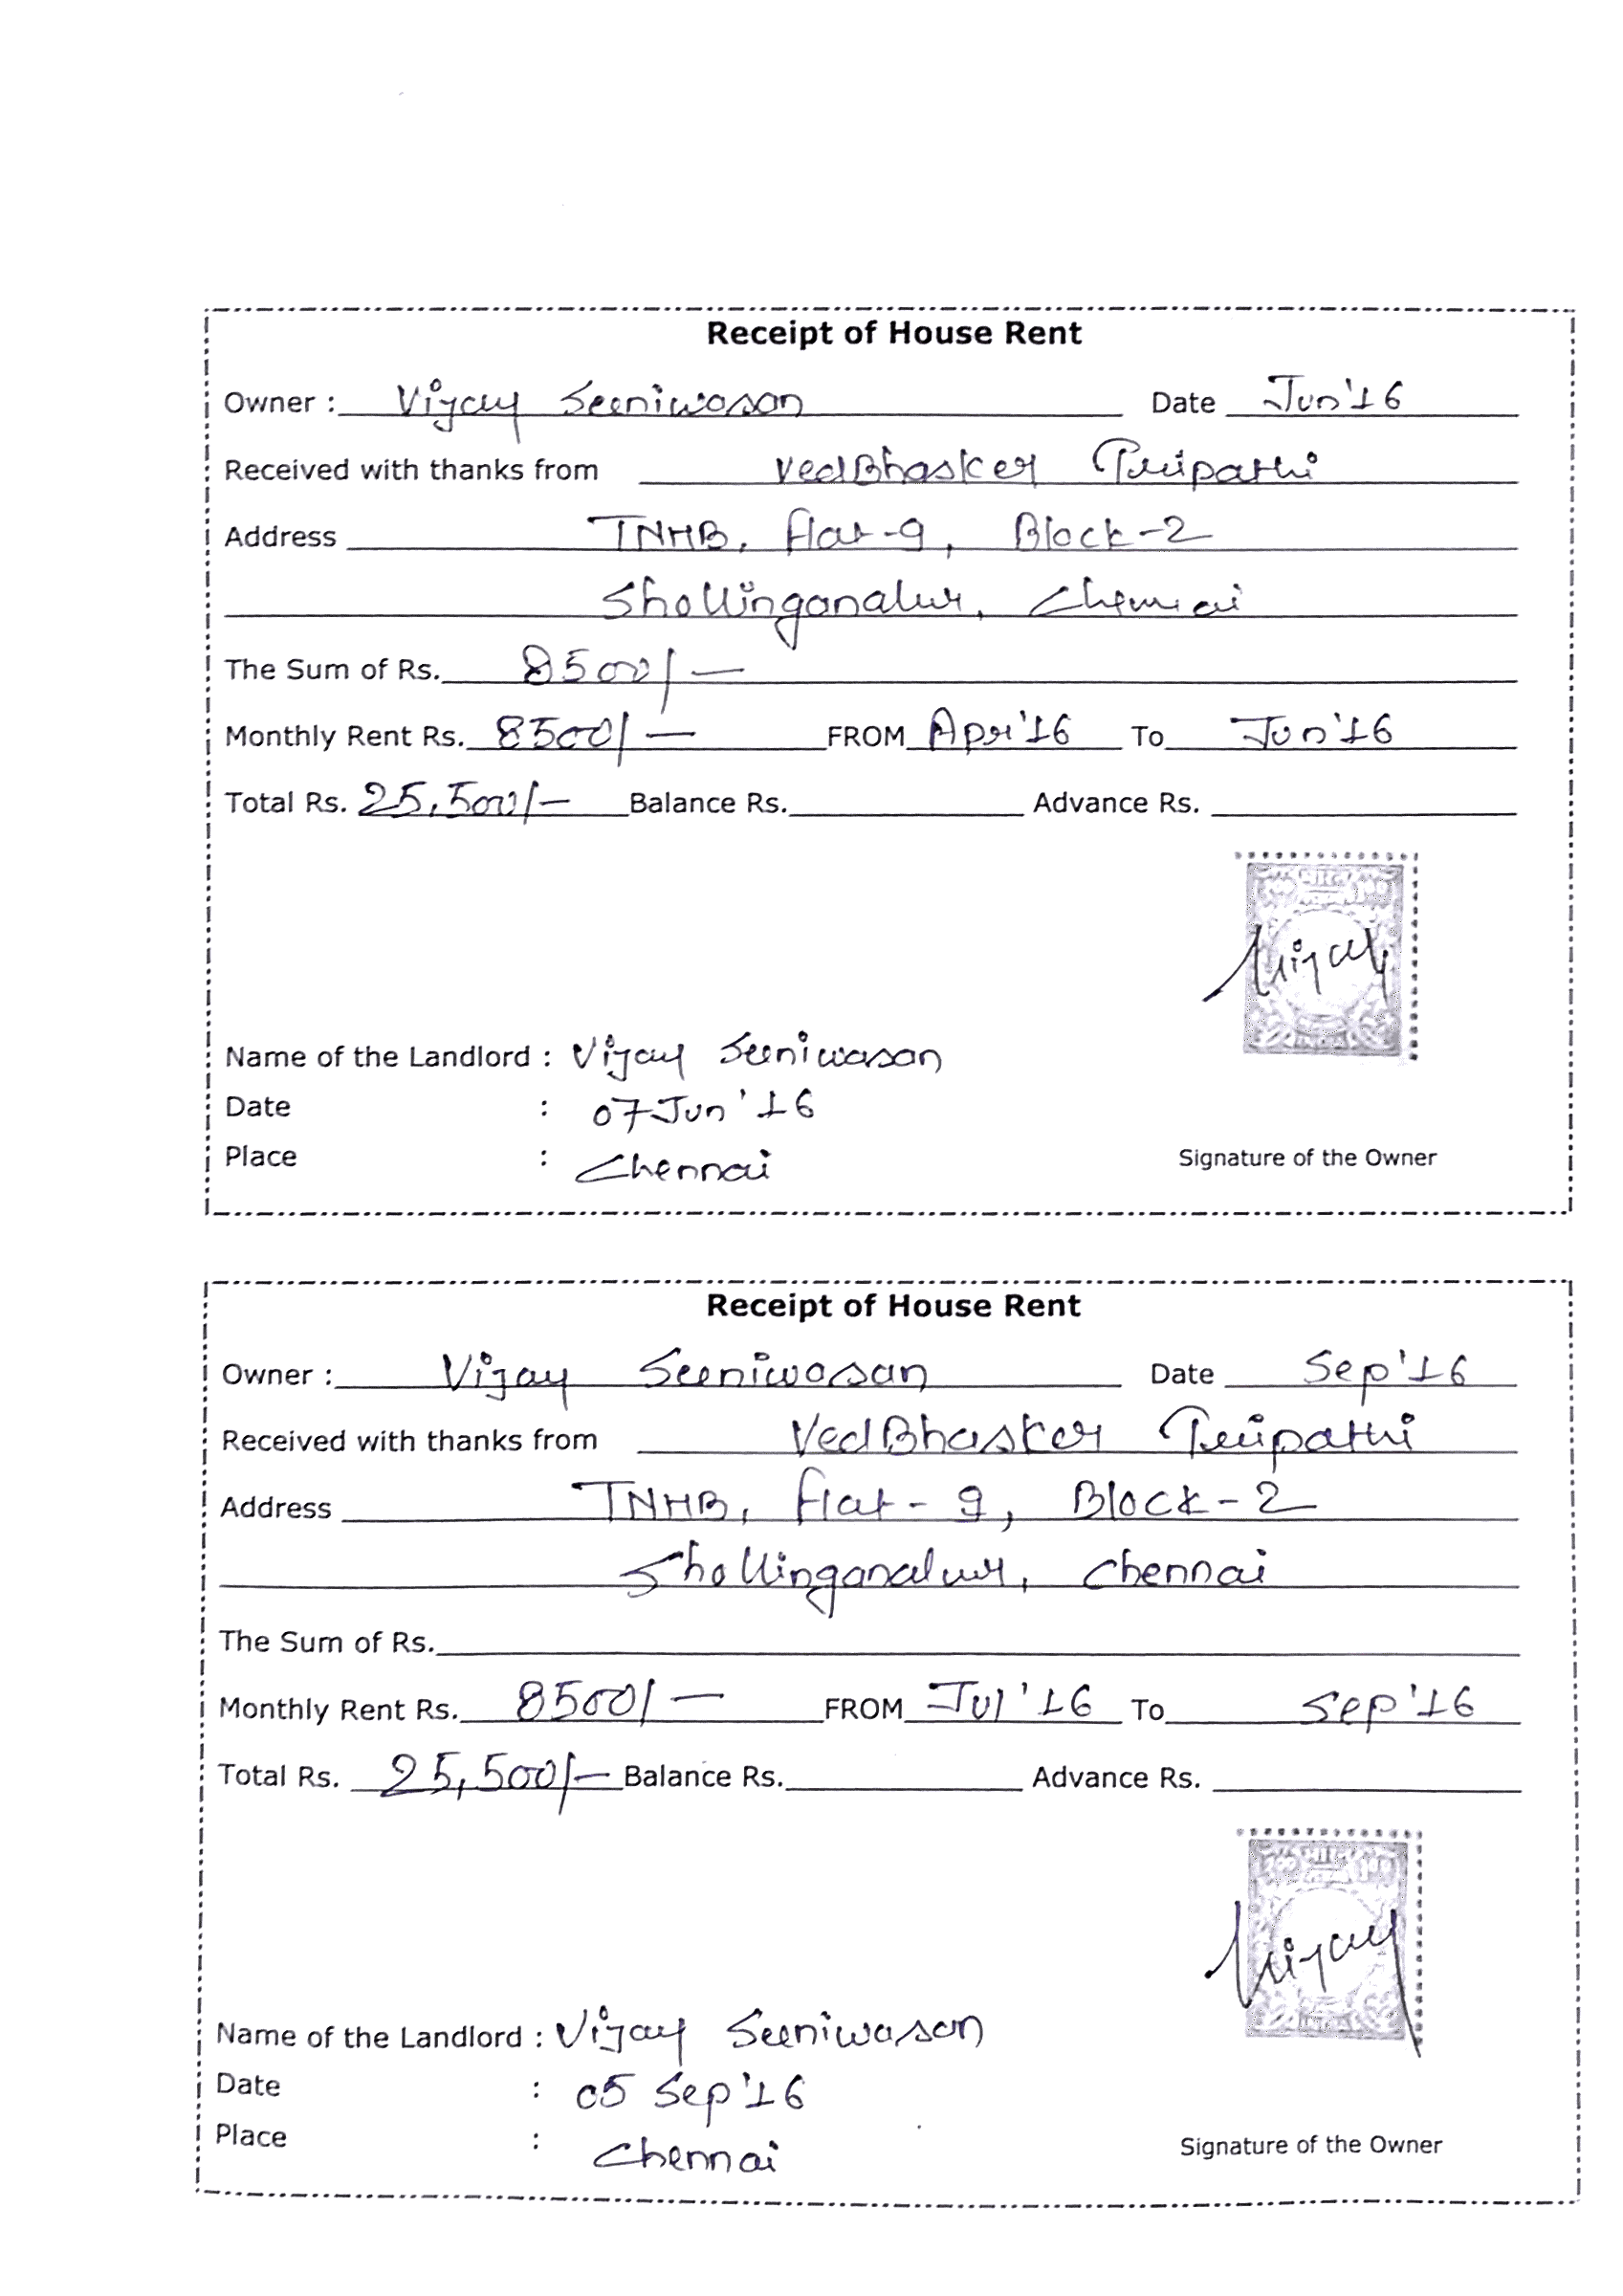 Receipt of House Rent
Owner : Vijay Seeniwasan Date Jun'16
Received with thanks from VedBhasker Tripathi
Address TNHB, Flat-9, Block-2
Shollinganalur, Chennai
The Sum of Rs. 8500/-
Monthly Rent Rs. 8500/- FROM Apr'16 To Jun'16
Total Rs. 25,500/- Balance Rs. Advance Rs.
Vijay
INDIA
Name of the Landlord : Vijay Seeniwasan
Date : 07 Jun'16
Place : Chennai
Signature of the Owner
Receipt of House Rent
Owner : Vijay Seeniwasan Date Sep'16
Received with thanks from VedBhasker Tripathi
Address TNHB, Flat-9, Block-2
Shollinganalur, Chennai
The Sum of Rs.
Monthly Rent Rs. 8500/- FROM Jul'16 To Sep'16
Total Rs. 25,500/- Balance Rs. Advance Rs.
Vijay
INDIA
Name of the Landlord : Vijay Seeniwasan
Date : 05 Sep'16
Place : Chennai
Signature of the Owner